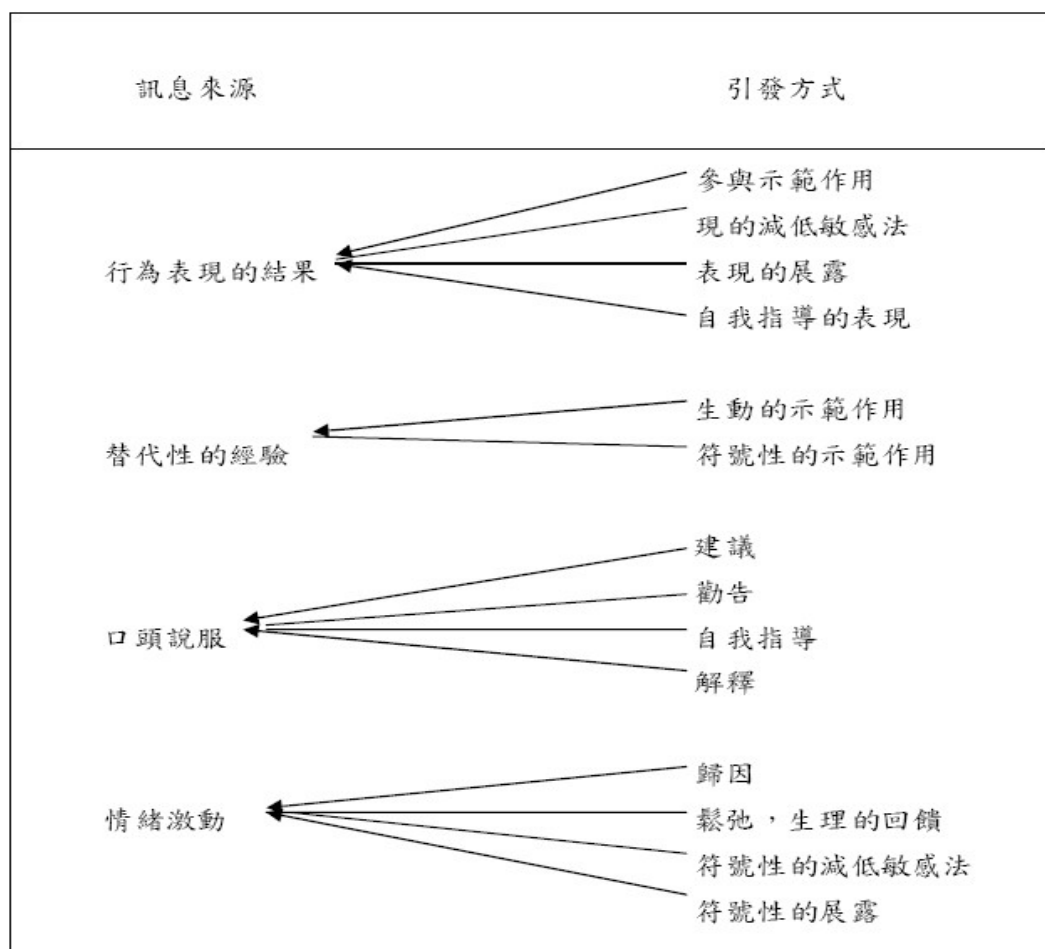 訊息來源 引發方式
參與示範作用
現的減低敏感法
行為表現的結果 表現的展露
自我指導的表現
生動的示範作用
替代性的經驗 符號性的示範作用
建議
勸告
口頭說服 自我指導
解釋
歸因
情緒激動 鬆弛，生理的回饋
符號性的減低敏感法
符號性的展露